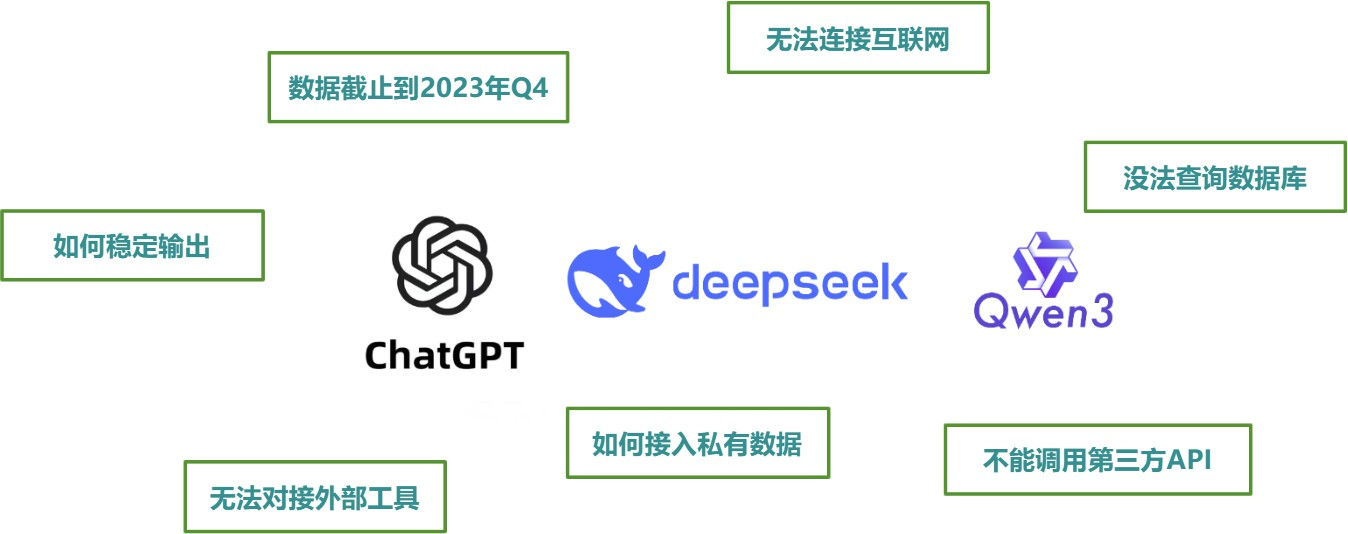 无法连接互联网
数据截止到2023年Q4
没法查询数据库
如何稳定输出
deepseek
Qwen3
ChatGPT
如何接入私有数据
不能调用第三方API
无法对接外部工具